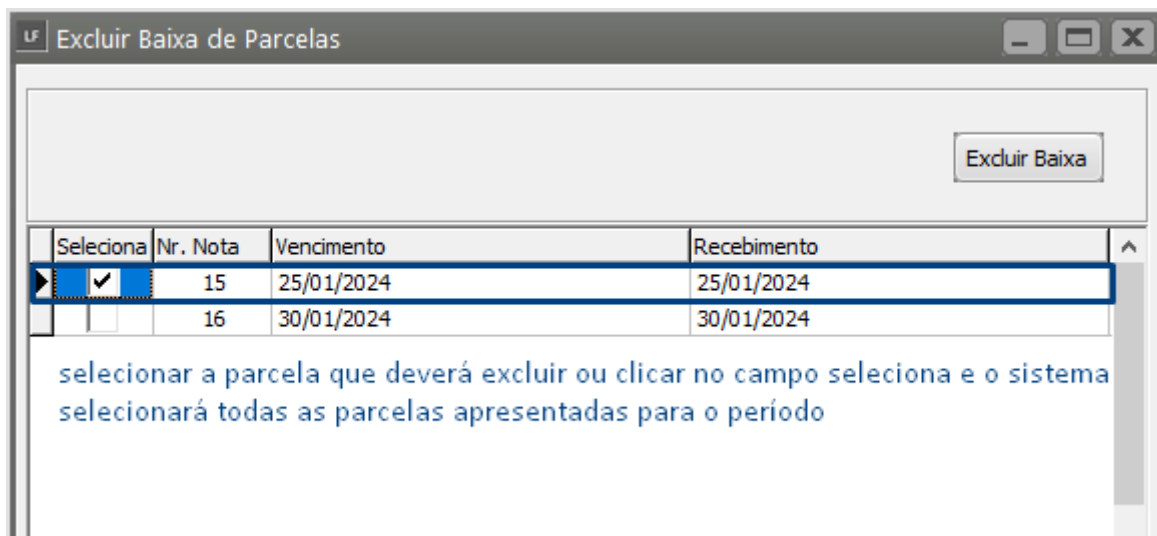 LF Excluir Baixa de Parcelas
Excluir Baixa
Seleciona Nr. Nota Vencimento Recebimento
15 25/01/2024 25/01/2024
16 30/01/2024 30/01/2024
selecionar a parcela que deverá excluir ou clicar no campo seleciona e o sistema
selecionará todas as parcelas apresentadas para o período